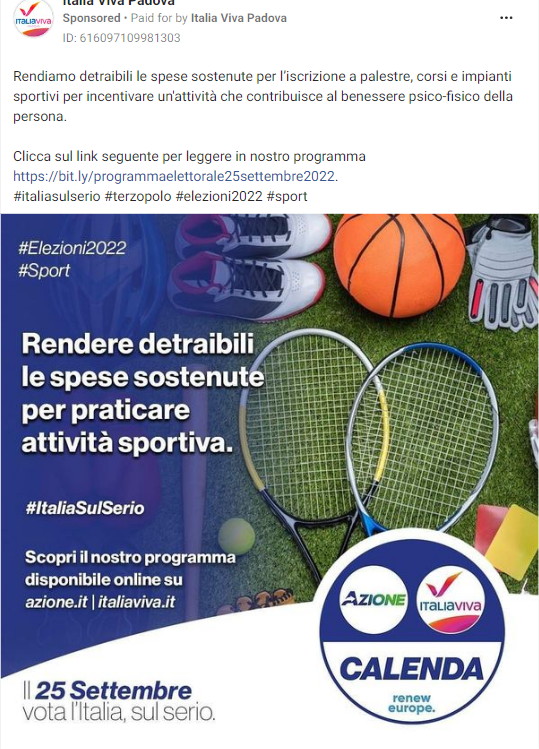 Italia Viva Padova
Sponsored • Paid for by Italia Viva Padova
ID: 616097109981303
Rendiamo detraibili le spese sostenute per l’iscrizione a palestre, corsi e impianti
sportivi per incentivare un'attività che contribuisce al benessere psico-fisico della
persona.
Clicca sul link seguente per leggere in nostro programma
https://bit.ly/programmaelettorale25settembre2022.
#italiasulserio #terzopolo #elezioni2022 #sport
#Elezioni2022
#Sport
Rendere detraibili
le spese sostenute
per praticare
attività sportiva.
#ItaliaSulSerio
Scopri il nostro programma
disponibile online su
azione.it | italiaviva.it
Il 25 Settembre
vota l'Italia, sul serio.
AZIONE
ITALIAVIVA
CALENDA
renew
europe.